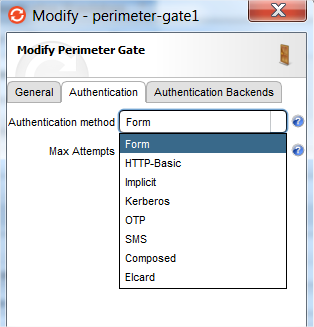 Modify - perimeter-gate1
Modify Perimeter Gate
General Authentication Authentication Backends
Authentication method Form
Form
Max Attempts
HTTP-Basic
Implicit
Kerberos
OTP
SMS
Composed
Elcard